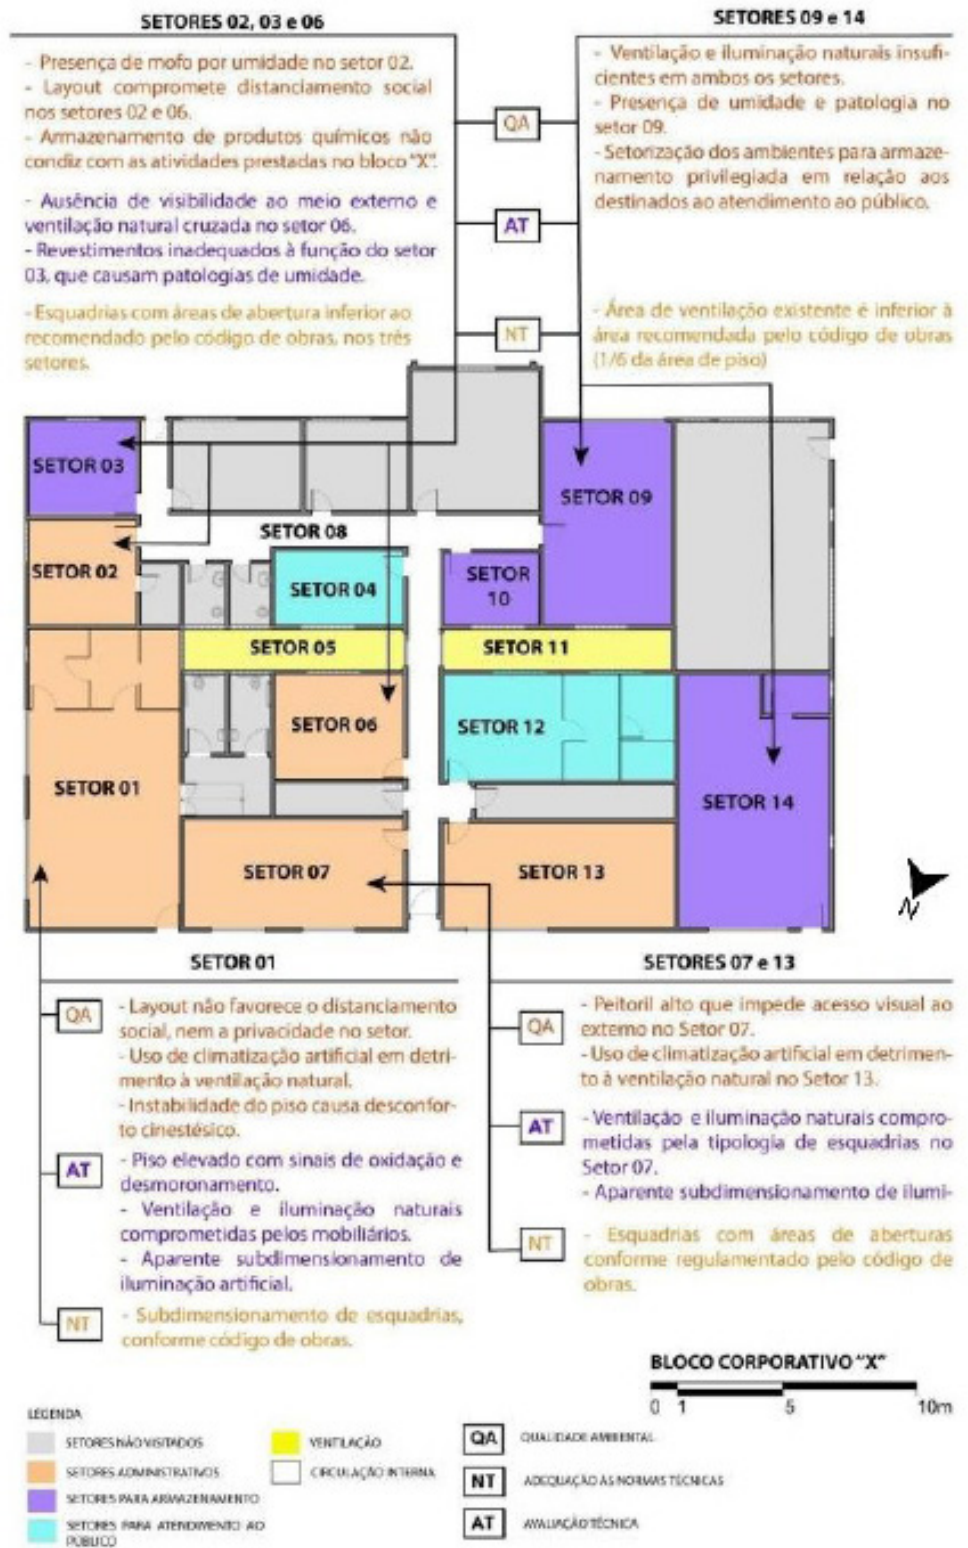 SETORES 02, 03 e 06
- Presença de mofo por umidade no setor 02.
- Layout compromete distanciamento social
nos setores 02 e 06.
- Armazenamento de produtos químicos não
condiz com as atividades prestadas no bloco "X".
- Ausência de visibilidade ao meio externo e
ventilação natural cruzada no setor 06.
- Revestimentos inadequados à função do setor
03, que causam patologias de umidade.
- Esquadrias com áreas de abertura inferior ao
recomendado pelo código de obras, nos três
setores.
QA
AT
NT
SETORES 09 e 14
- Ventilação e iluminação naturais insufi-
cientes em ambos os setores.
- Presença de umidade e patologia no
setor 09.
- Setorização dos ambientes para armaze-
namento privilegiada em relação aos
destinados ao atendimento ao público.
- Área de ventilação existente é inferior à
área recomendada pelo código de obras
(1/6 da área de piso)
SETOR 03
SETOR 09
SETOR 08
SETOR 02
SETOR 04
SETOR
10
SETOR 05
SETOR 11
SETOR 06
SETOR 12
SETOR 01
SETOR 14
SETOR 07
SETOR 13
N
SETOR 01
QA
- Layout não favorece o distanciamento
social, nem a privacidade no setor.
- Uso de climatização artificial em detri-
mento à ventilação natural.
- Instabilidade do piso causa desconfor-
to cinestésico.
AT
- Piso elevado com sinais de oxidação e
desmoronamento.
- Ventilação e iluminação naturais
comprometidas pelos mobiliários.
- Aparente subdimensionamento de
iluminação artificial.
NT
- Subdimensionamento de esquadrias,
conforme código de obras.
SETORES 07 e 13
QA
- Peitoril alto que impede acesso visual ao
externo no Setor 07.
- Uso de climatização artificial em detrimen-
to à ventilação natural no Setor 13.
AT
- Ventilação e iluminação naturais compro-
metidas pela tipologia de esquadrias no
Setor 07.
- Aparente subdimensionamento de ilumi-
NT
- Esquadrias com áreas de aberturas
conforme regulamentado pelo código de
obras.
BLOCO CORPORATIVO "X"
0 1 5 10m
LEGENDA
SETORES NÃO VISITADOS
SETORES ADMINISTRATIVOS
SETORES PARA ARMAZENAMENTO
SETORES PARA ATENDIMENTO AO
PÚBLICO
VENTILAÇÃO
CIRCULAÇÃO INTERNA
QA QUALIDADE AMBIENTAL
NT ADEQUAÇÃO ÀS NORMAS TÉCNICAS
AT AVALIAÇÃO TÉCNICA